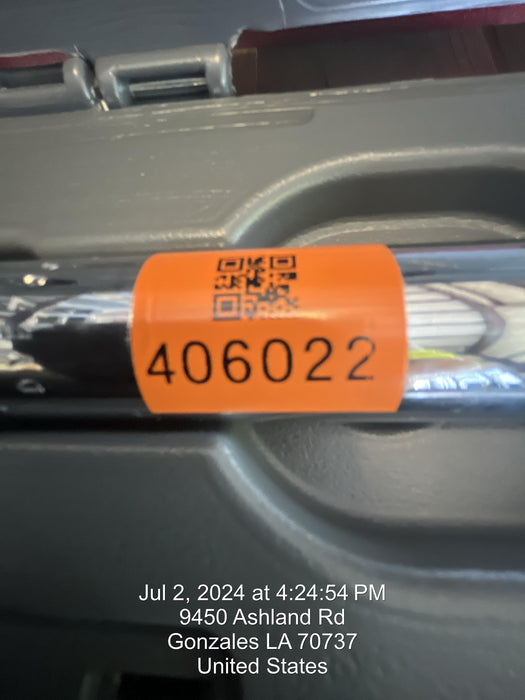 406022
Jul 2, 2024 at 4:24:54 PM
9450 Ashland Rd
Gonzales LA 70737
United States